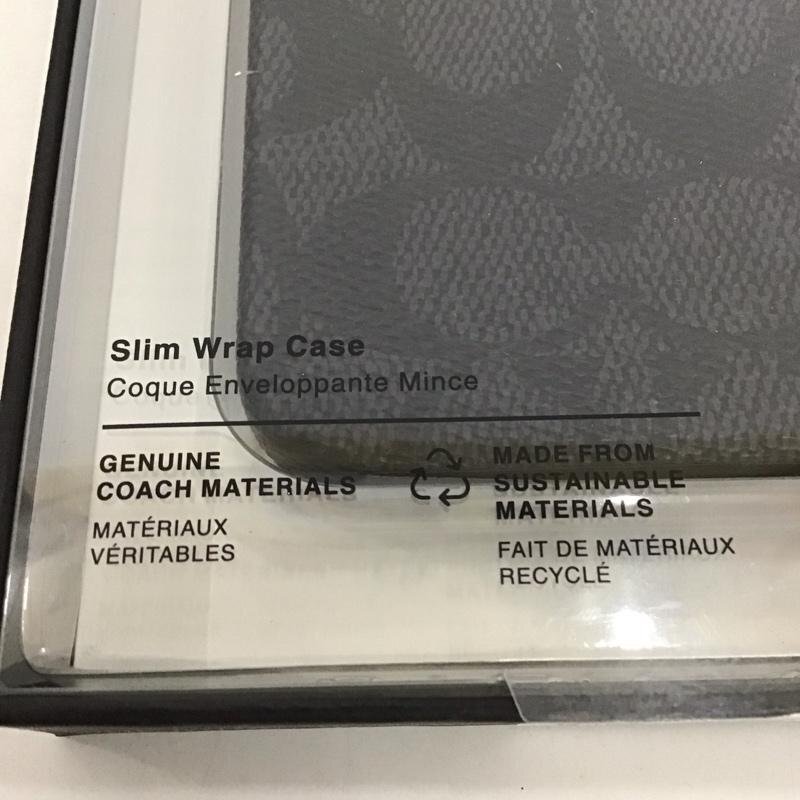 Slim Wrap Case
Coque Enveloppante Mince
GENUINE
COACH MATERIALS
MATÉRIAUX
VÉRITABLES
MADE FROM
SUSTAINABLE
MATERIALS
FAIT DE MATÉRIAUX
RECYCLÉ